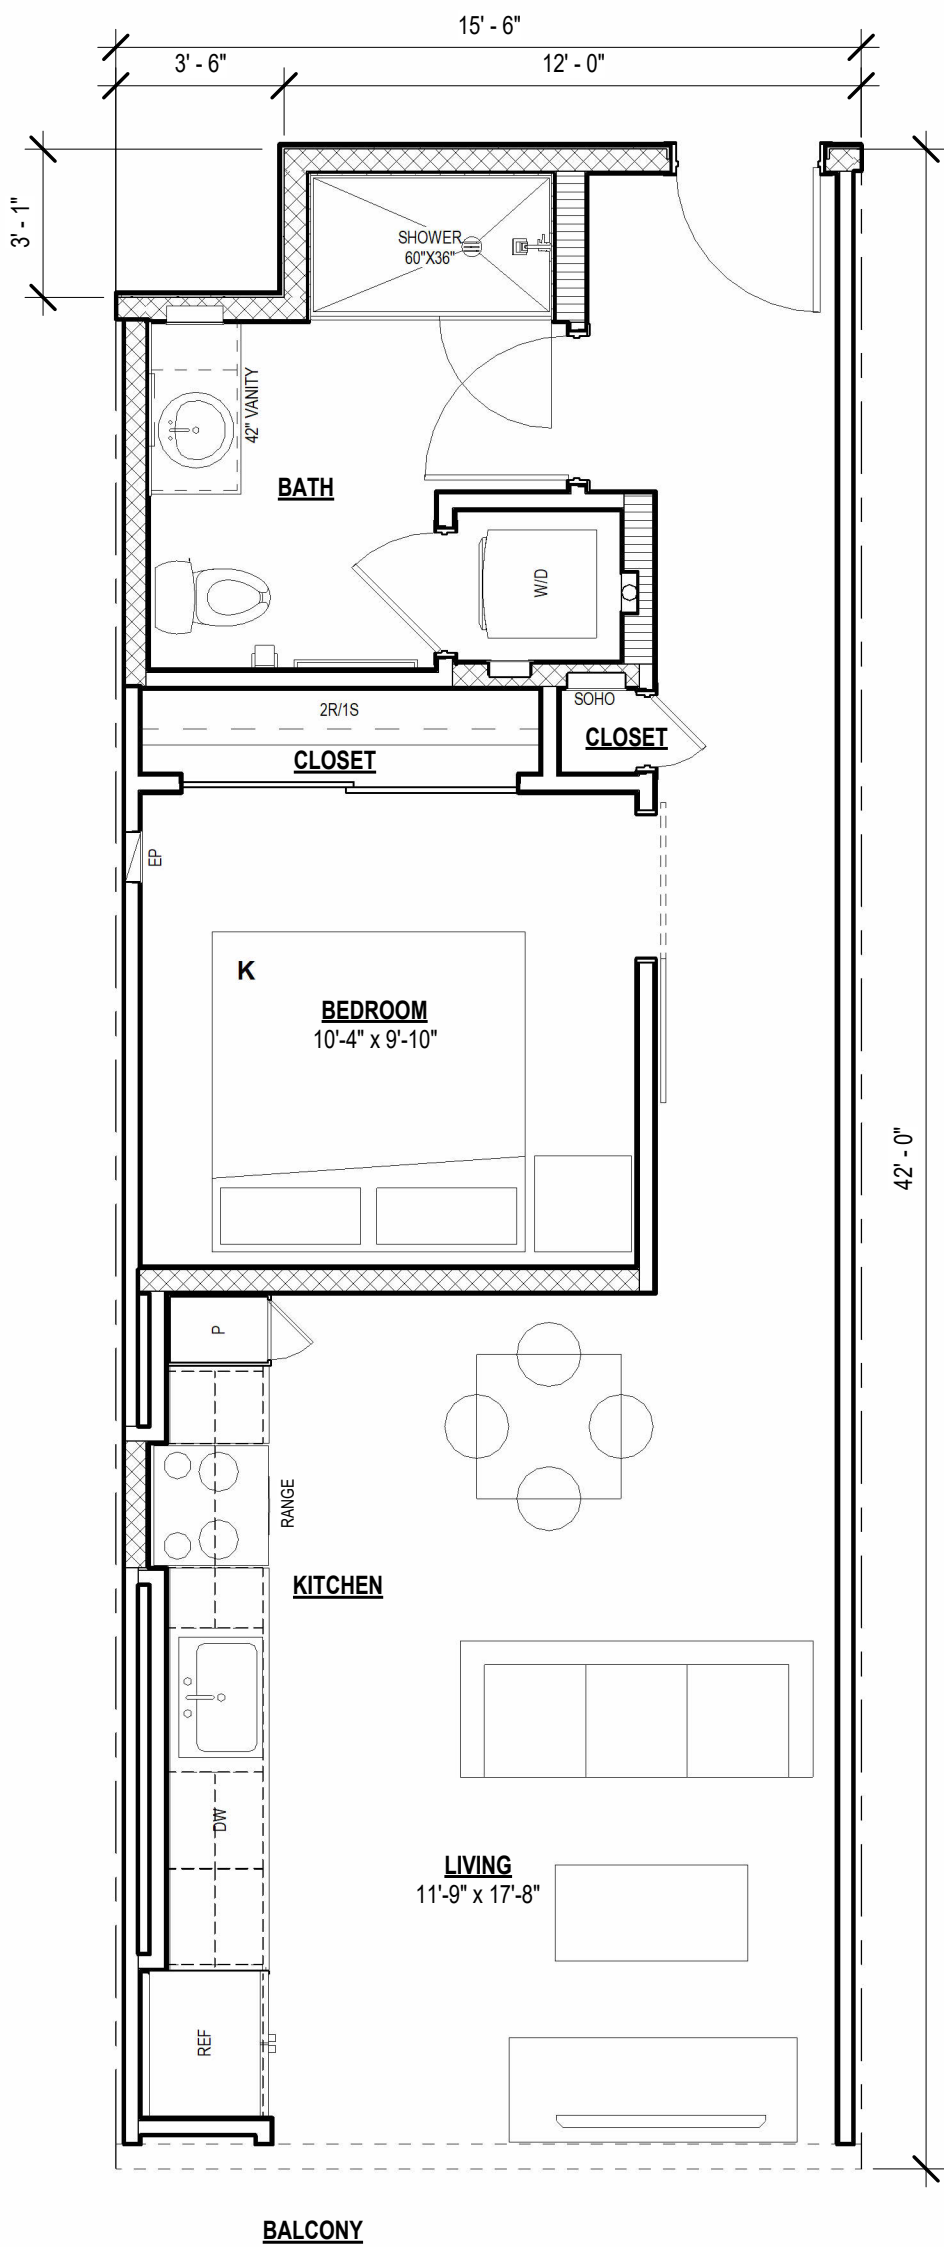 15' - 6"
3' - 6"
12' - 0"
3' - 1"
SHOWER
60"X36"
42" VANITY
BATH
W/D
2R/1S
SOHO
CLOSET
CLOSET
EP
K
BEDROOM
10'-4" x 9'-10"
42' - 0"
P
RANGE
KITCHEN
DW
LIVING
11'-9" x 17'-8"
REF
BALCONY